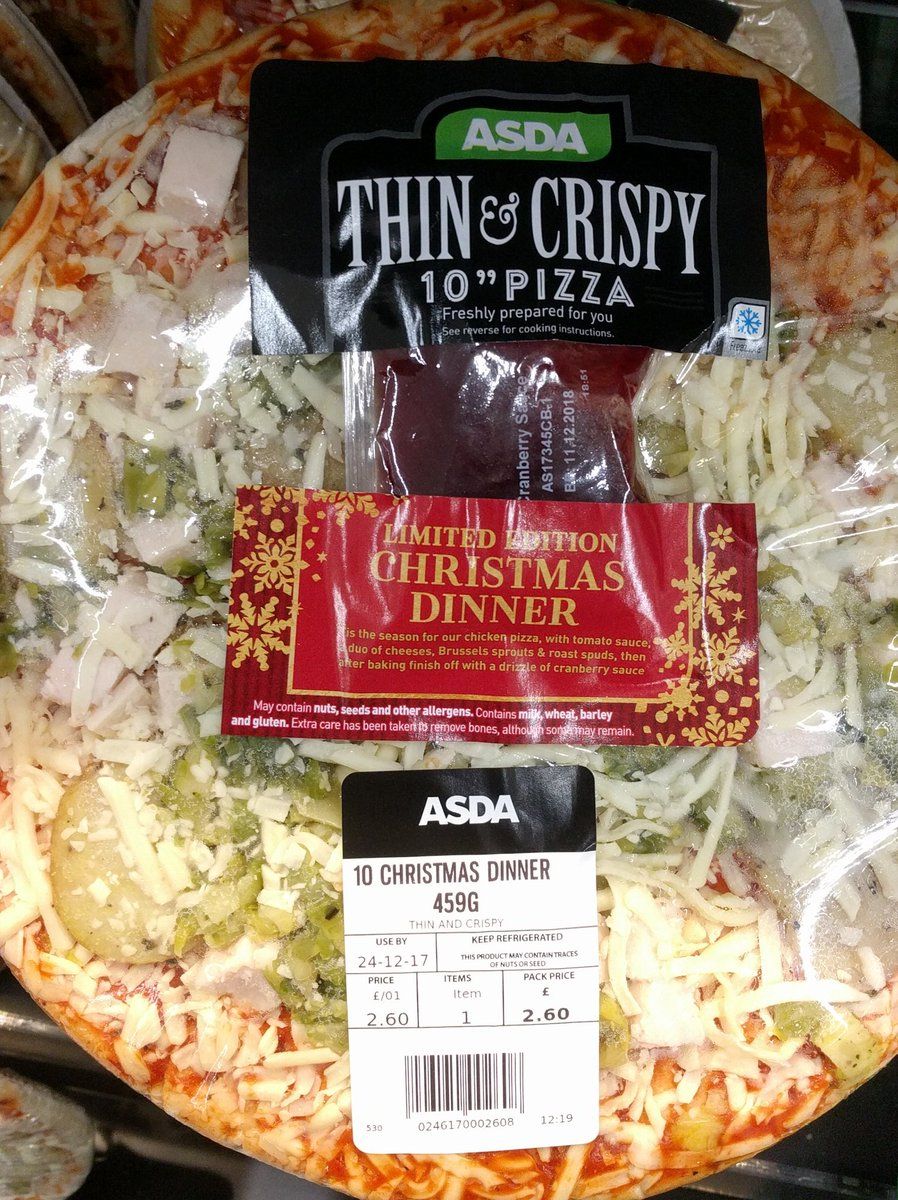 ASDA
THIN & CRISPY
10” PIZZA
Freshly prepared for you
See reverse for cooking instructions.
ranberry Sauce
AS17345CB-1
11.12.2018
18:51
LIMITED EDITION
CHRISTMAS
DINNER
is the season for our chicken pizza, with tomato sauce,
duo of cheeses, Brussels sprouts & roast spuds, then
after baking finish off with a drizzle of cranberry sauce
May contain nuts, seeds and other allergens. Contains milk, wheat, barley
and gluten. Extra care has been taken to remove bones, although some may remain.
ASDA
10 CHRISTMAS DINNER
459G
THIN AND CRISPY
USE BY
24-12-17
KEEP REFRIGERATED
THIS PRODUCT MAY CONTAIN TRACES
OF NUTS OR SEED
PRICE
£/01
2.60
ITEMS
Item
1
PACK PRICE
£
2.60
530
0246170002608
12:19